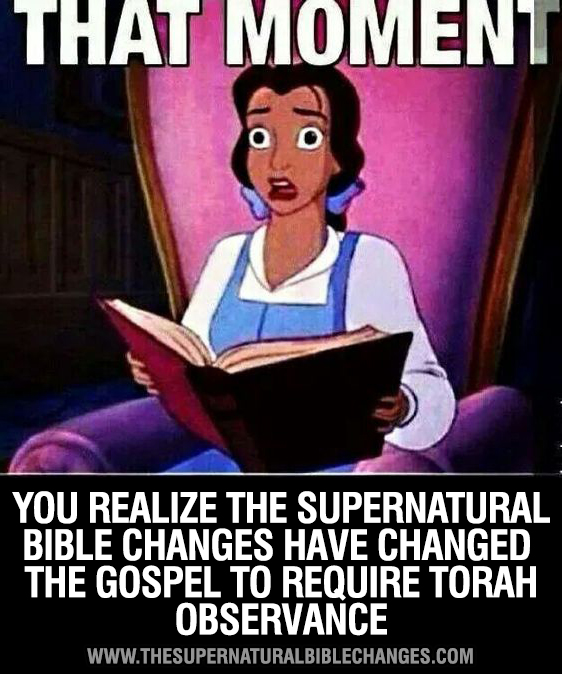 THAT MOMENT
YOU REALIZE THE SUPERNATURAL
BIBLE CHANGES HAVE CHANGED
THE GOSPEL TO REQUIRE TORAH
OBSERVANCE
WWW.THESUPERNATURALBIBLECHANGES.COM